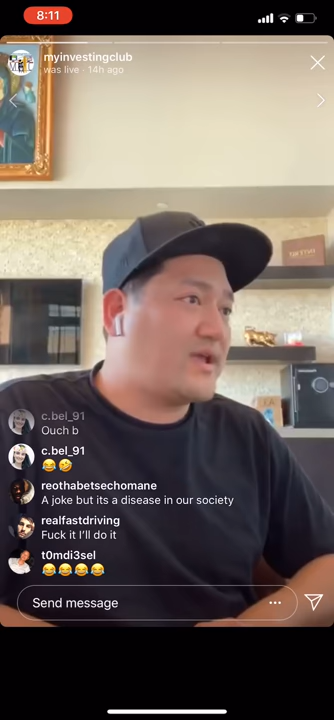 8:11
myinvestingclub
was live · 14h ago
c.bel_91
Ouch b
c.bel_91
😂 🤣
reothabetsechomane
A joke but its a disease in our society
realfastdriving
Fuck it I'll do it
t0mdi3sel
😂 😂 😂 😂
Send message